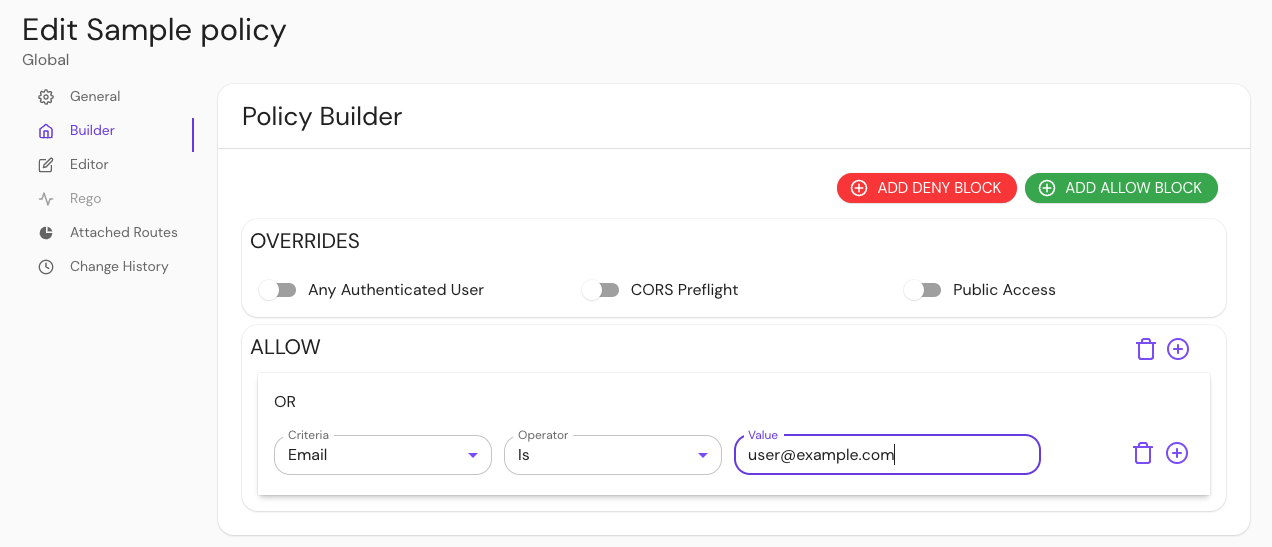 Edit Sample policy
Global
General
Builder
Editor
Rego
Attached Routes
Change History
Policy Builder
ADD DENY BLOCK
ADD ALLOW BLOCK
OVERRIDES
Any Authenticated User
CORS Preflight
Public Access
ALLOW
OR
Criteria
Email
Operator
Is
Value
user@example.com